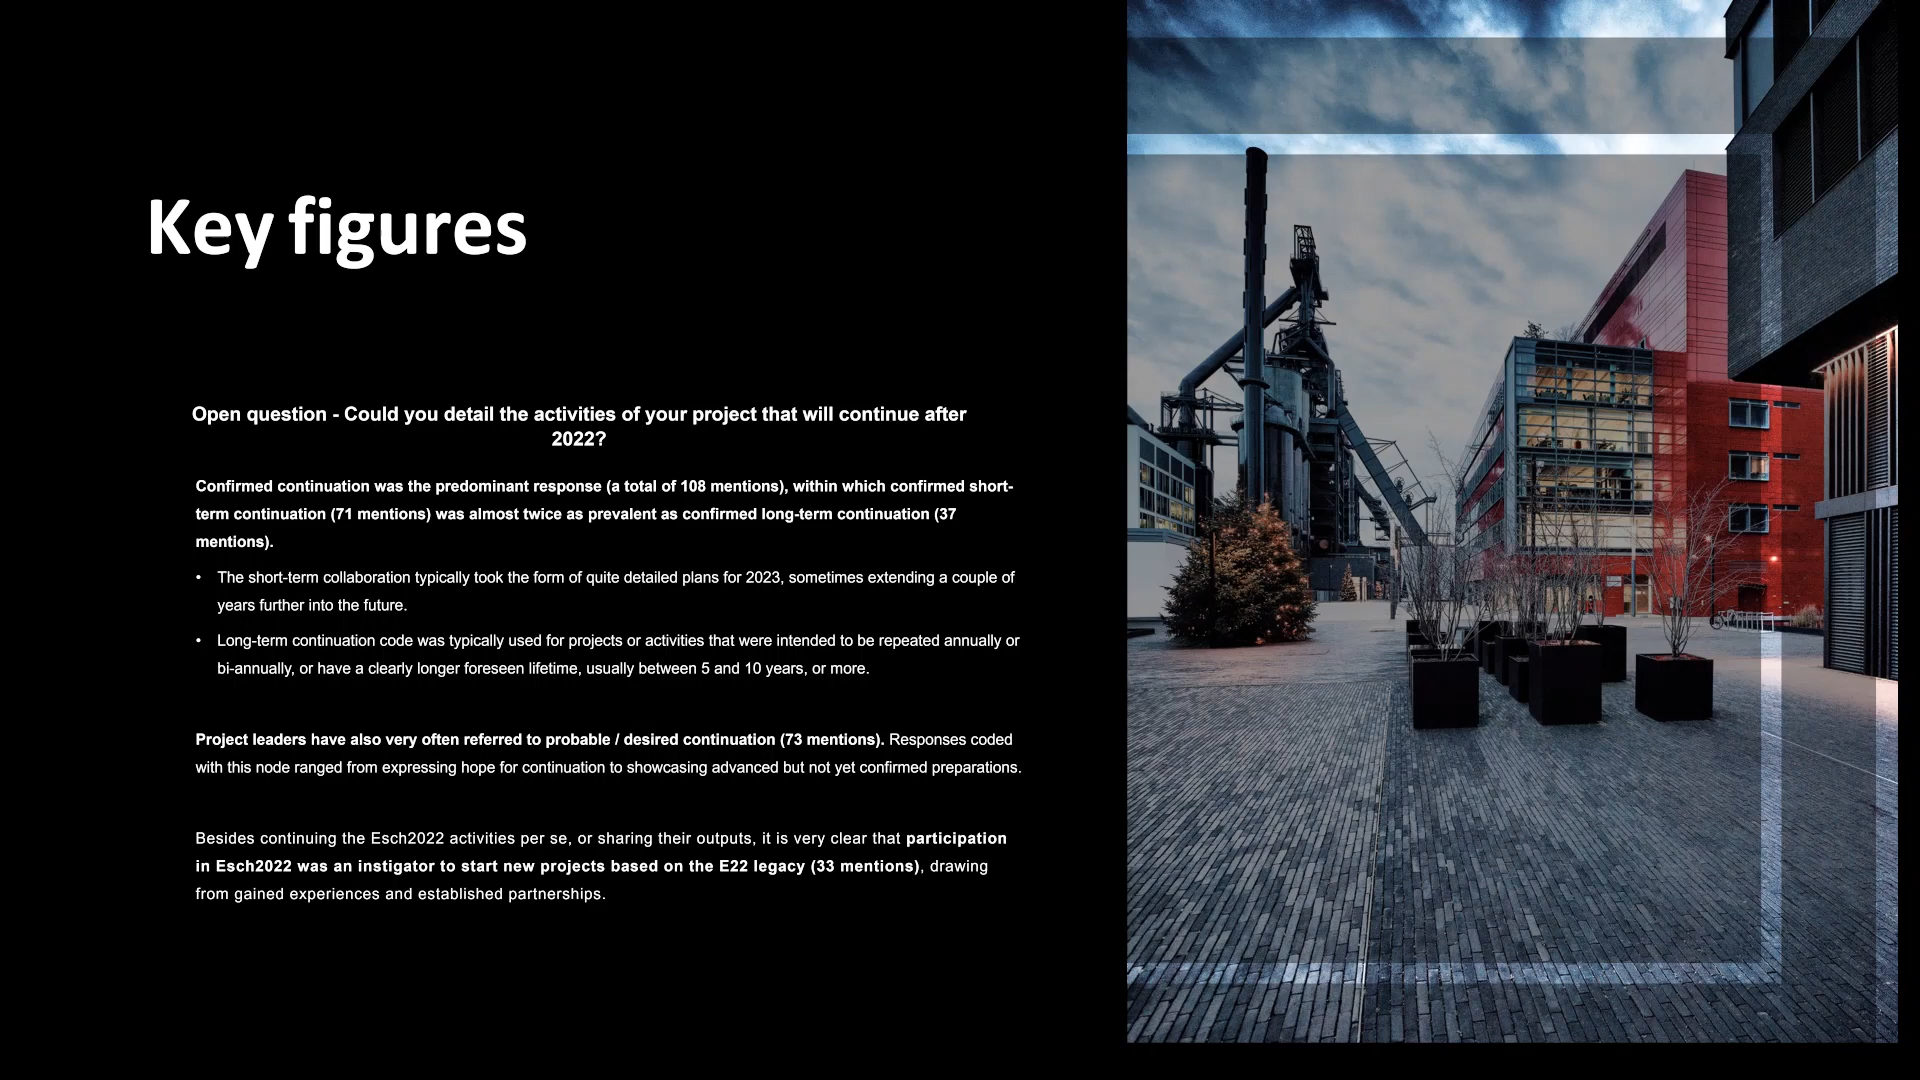 Key figures
Open question - Could you detail the activities of your project that will continue after
2022?
Confirmed continuation was the predominant response (a total of 108 mentions), within which confirmed short-
term continuation (71 mentions) was almost twice as prevalent as confirmed long-term continuation (37
mentions).
• The short-term collaboration typically took the form of quite detailed plans for 2023, sometimes extending a couple of
years further into the future.
• Long-term continuation code was typically used for projects or activities that were intended to be repeated annually or
bi-annually, or have a clearly longer foreseen lifetime, usually between 5 and 10 years, or more.
Project leaders have also very often referred to probable / desired continuation (73 mentions). Responses coded
with this node ranged from expressing hope for continuation to showcasing advanced but not yet confirmed preparations.
Besides continuing the Esch2022 activities per se, or sharing their outputs, it is very clear that participation
in Esch2022 was an instigator to start new projects based on the E22 legacy (33 mentions), drawing
from gained experiences and established partnerships.